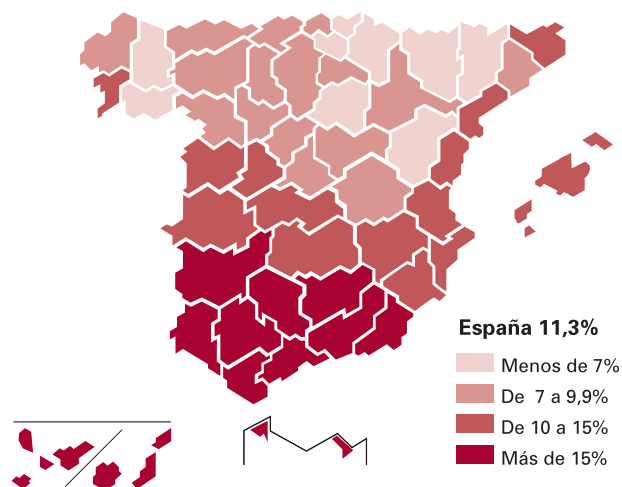 España 11,3%
Menos de 7%
De 7 a 9,9%
De 10 a 15%
Más de 15%